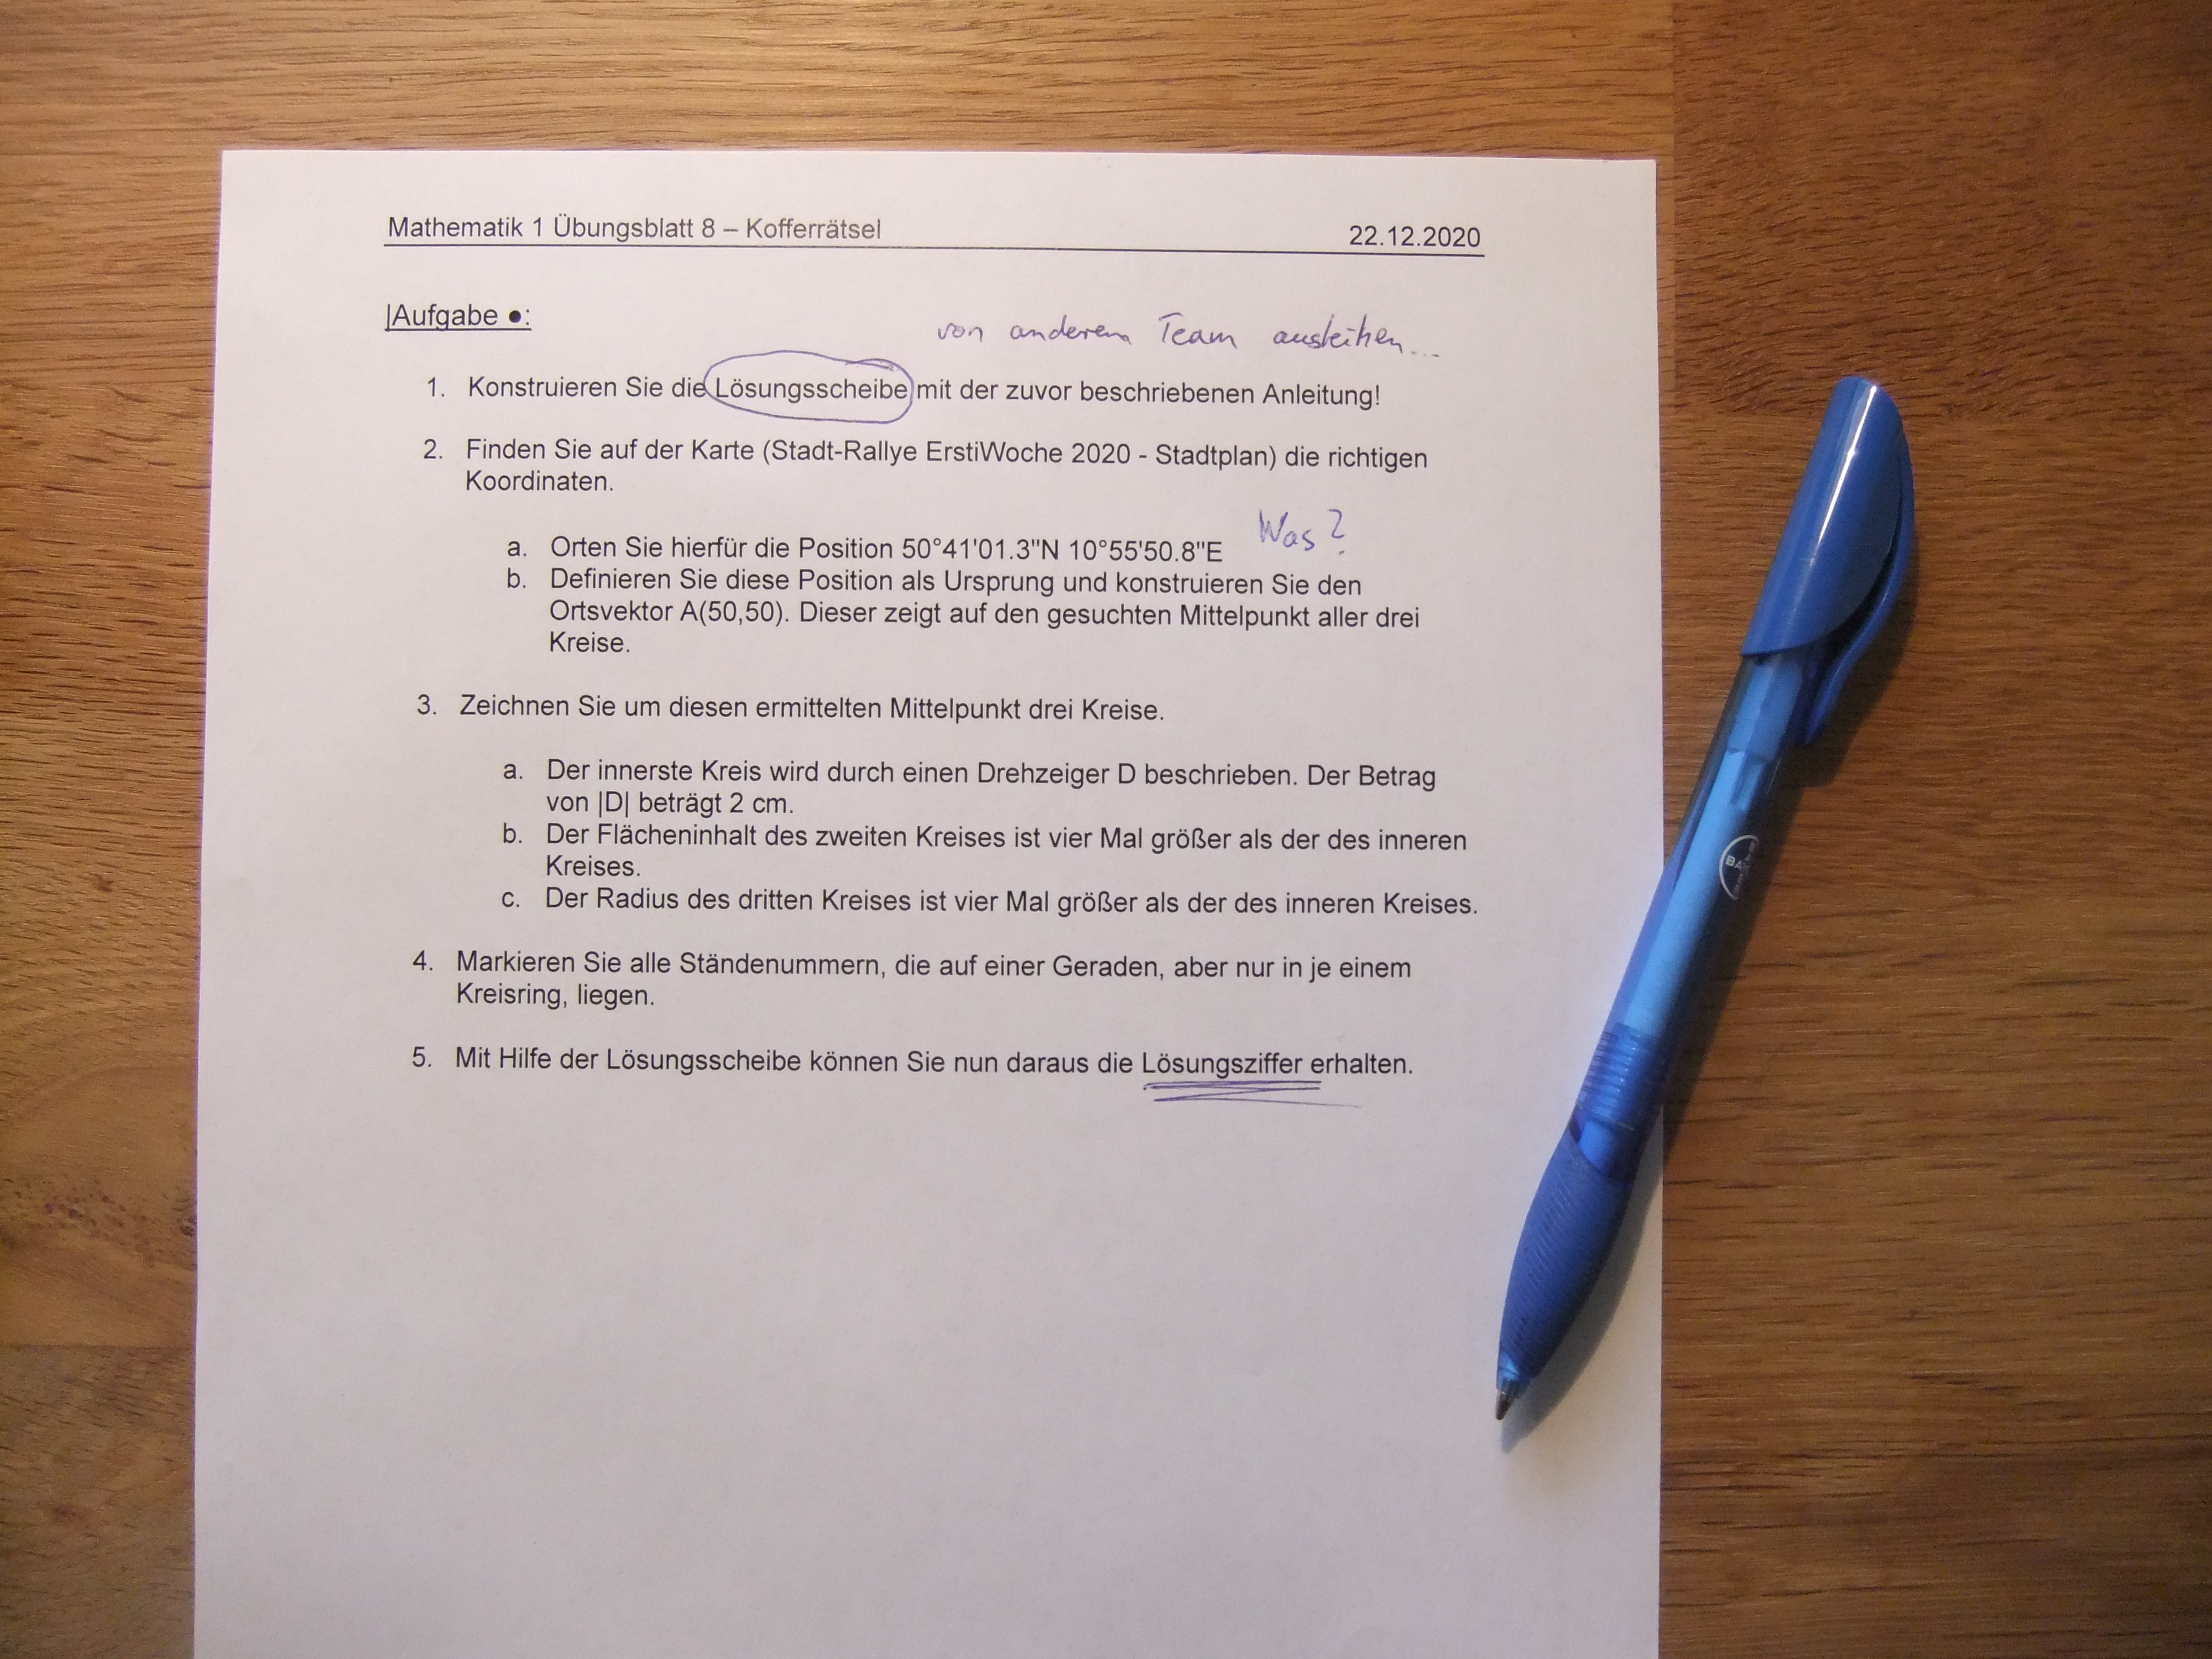 Mathematik 1 Übungsblatt 8 – Kofferrätsel 22.12.2020
|Aufgabe ●:
von anderem Team ausleihen...
1. Konstruieren Sie die Lösungsscheibe mit der zuvor beschriebenen Anleitung!
2. Finden Sie auf der Karte (Stadt-Rallye ErstiWoche 2020 - Stadtplan) die richtigen
Koordinaten.
Was?
a. Orten Sie hierfür die Position 50°41'01.3"N 10°55'50.8"E
b. Definieren Sie diese Position als Ursprung und konstruieren Sie den
Ortsvektor A(50,50). Dieser zeigt auf den gesuchten Mittelpunkt aller drei
Kreise.
3. Zeichnen Sie um diesen ermittelten Mittelpunkt drei Kreise.
a. Der innerste Kreis wird durch einen Drehzeiger D beschrieben. Der Betrag
von |D| beträgt 2 cm.
b. Der Flächeninhalt des zweiten Kreises ist vier Mal größer als der des inneren
Kreises.
c. Der Radius des dritten Kreises ist vier Mal größer als der des inneren Kreises.
4. Markieren Sie alle Ständenummern, die auf einer Geraden, aber nur in je einem
Kreisring, liegen.
5. Mit Hilfe der Lösungsscheibe können Sie nun daraus die Lösungsziffer erhalten.